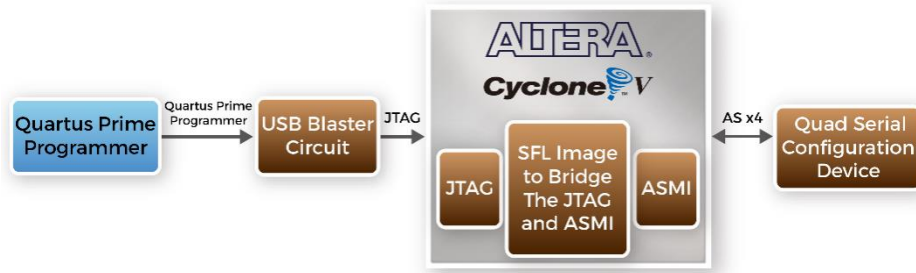 ALTERA.
Cyclone V
Quartus Prime
Programmer
Quartus Prime
Programmer
USB Blaster
Circuit
JTAG
JTAG
SFL Image
to Bridge
The JTAG
and ASMI
ASMI
AS x4
Quad Serial
Configuration
Device